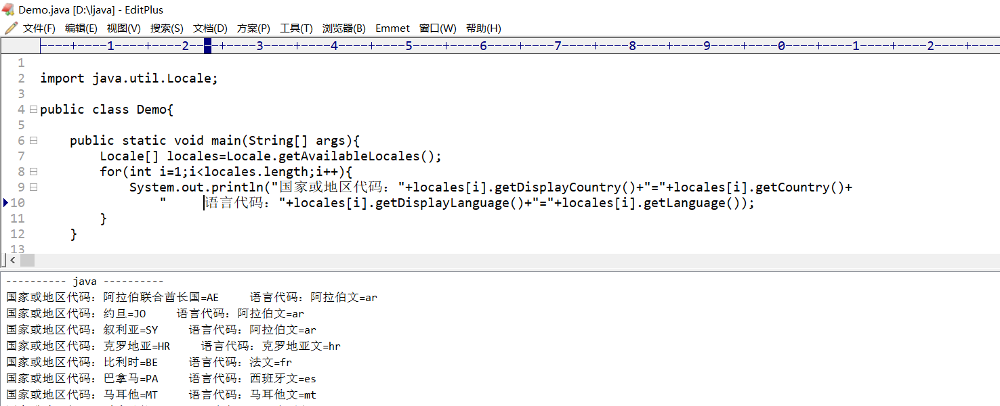 Demo.java [D:\ljava] - EditPlus
文件(F) 编辑(E) 视图(V) 搜索(S) 文档(D) 方案(P) 工具(T) 浏览器(B) Emmet 窗口(W) 帮助(H)
----+----1----+----2----+----3----+----4----+----5----+----6----+----7----+----8----+----9----+----0----+----1----+----2----+----
1
2 import java.util.Locale;
3
4 public class Demo{
5
6     public static void main(String[] args){
7         Locale[] locales=Locale.getAvailableLocales();
8         for(int i=1;i<locales.length;i++){
9             System.out.println("国家或地区代码："+locales[i].getDisplayCountry()+"="+locales[i].getCountry()+
10                 "     语言代码："+locales[i].getDisplayLanguage()+"="+locales[i].getLanguage());
11         }
12     }
13
---------- java ----------
国家或地区代码：阿拉伯联合酋长国=AE     语言代码：阿拉伯文=ar
国家或地区代码：约旦=JO     语言代码：阿拉伯文=ar
国家或地区代码：叙利亚=SY     语言代码：阿拉伯文=ar
国家或地区代码：克罗地亚=HR     语言代码：克罗地亚文=hr
国家或地区代码：比利时=BE     语言代码：法文=fr
国家或地区代码：巴拿马=PA     语言代码：西班牙文=es
国家或地区代码：马耳他=MT     语言代码：马耳他文=mt